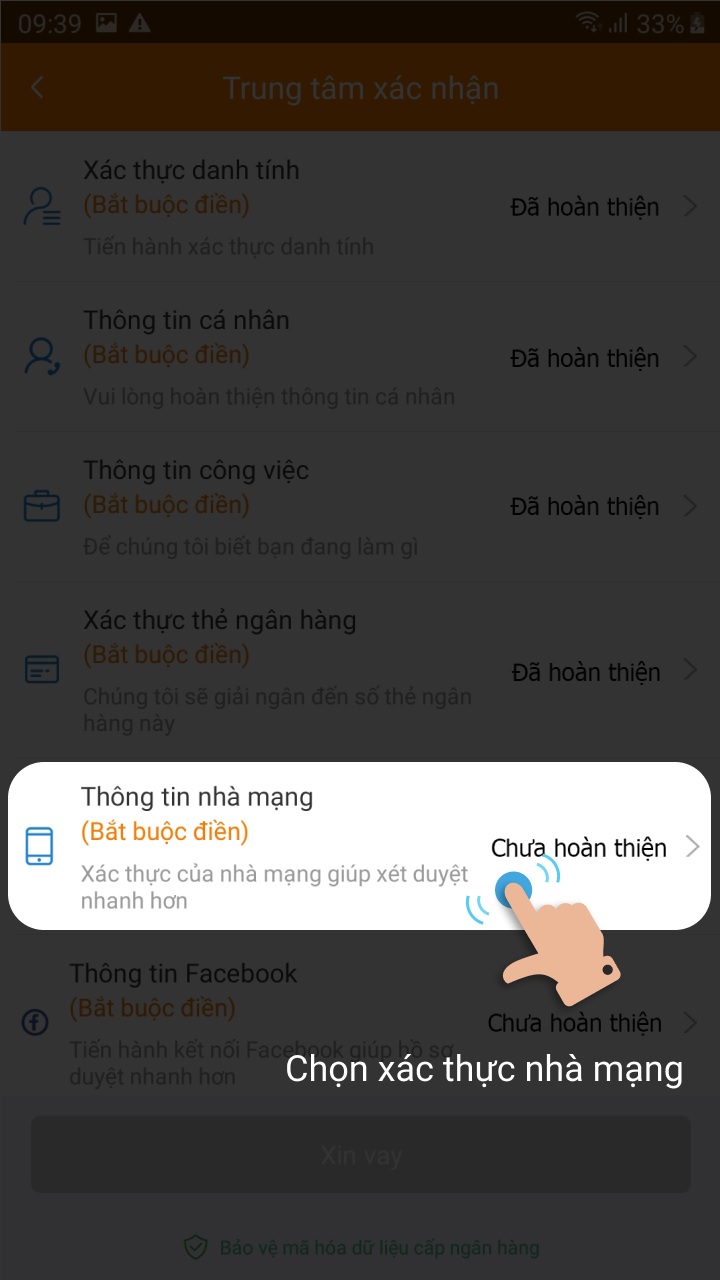 09:39 33%
Trung tâm xác nhận
Xác thực danh tính
(Bắt buộc điền)
Đã hoàn thiện
Tiến hành xác thực danh tính
Thông tin cá nhân
(Bắt buộc điền)
Đã hoàn thiện
Vui lòng hoàn thiện thông tin cá nhân
Thông tin công việc
(Bắt buộc điền)
Đã hoàn thiện
Để chúng tôi biết bạn đang làm gì
Xác thực thẻ ngân hàng
(Bắt buộc điền)
Đã hoàn thiện
Chúng tôi sẽ giải ngân đến số thẻ ngân
hàng này
Thông tin nhà mạng
(Bắt buộc điền)
Chưa hoàn thiện
Xác thực của nhà mạng giúp xét duyệt
nhanh hơn
Thông tin Facebook
(Bắt buộc điền)
Chưa hoàn thiện
Tiến hành kết nối Facebook giúp hồ sơ
duyệt nhanh hơn
Chọn xác thực nhà mạng
Xin vay
Bảo vệ mã hóa dữ liệu cấp ngân hàng